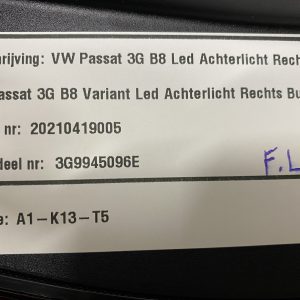 rijving: VW Passat 3G B8 Led Achterlicht Rech
assat 3G B8 Variant Led Achterlicht Rechts Bu
nr: 20210419005
deel nr: 3G9945096E
F.L
e: A1-K13-T5